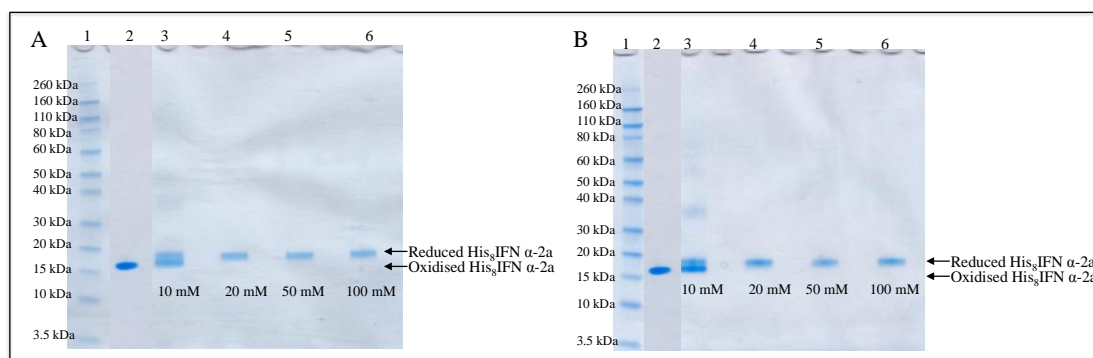 A
1 2 3 4 5 6
260 kDa
160 kDa
110 kDa
80 kDa
60 kDa
50 kDa
40 kDa
30 kDa
20 kDa
15 kDa
10 kDa
3.5 kDa
10 mM 20 mM 50 mM 100 mM
Reduced His₈IFN α-2a
Oxidised His₈IFN α-2a
B
1 2 3 4 5 6
260 kDa
160 kDa
110 kDa
80 kDa
60 kDa
50 kDa
40 kDa
30 kDa
20 kDa
15 kDa
10 kDa
3.5 kDa
10 mM 20 mM 50 mM 100 mM
Reduced His₈IFN α-2a
Oxidised His₈IFN α-2a